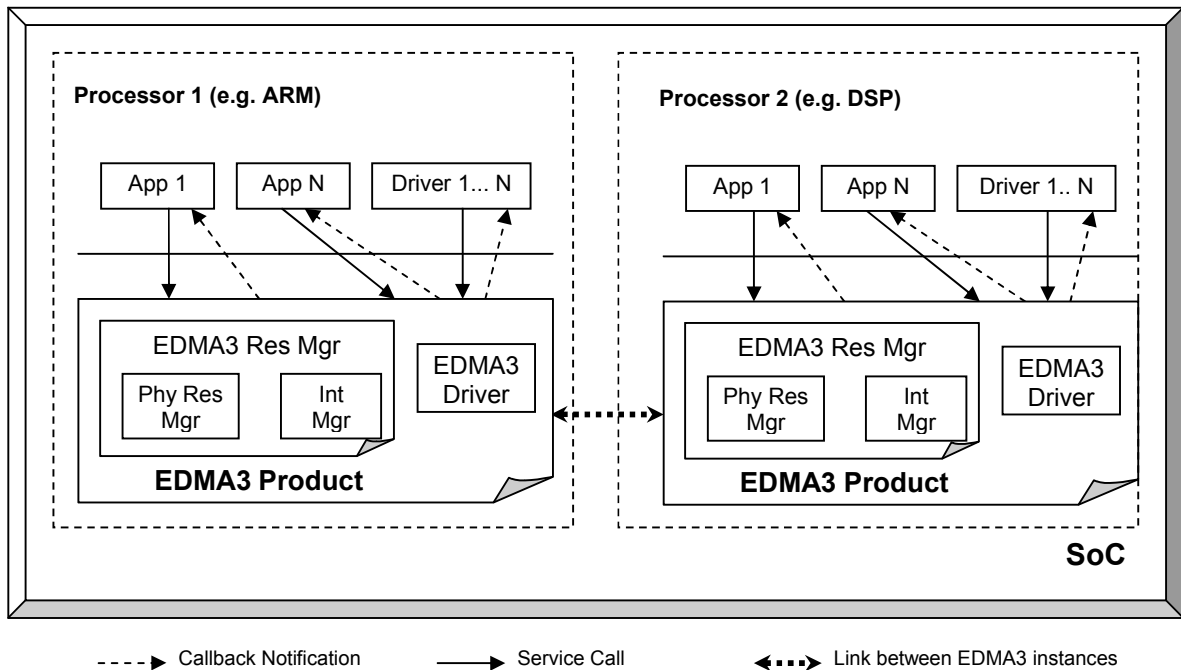 Processor 1 (e.g. ARM)
App 1
App N
Driver 1... N
EDMA3 Res Mgr
Phy Res
Mgr
Int
Mgr
EDMA3
Driver
EDMA3 Product
Processor 2 (e.g. DSP)
App 1
App N
Driver 1.. N
EDMA3 Res Mgr
Phy Res
Mgr
Int
Mgr
EDMA3
Driver
EDMA3 Product
SoC
Callback Notification
Service Call
Link between EDMA3 instances